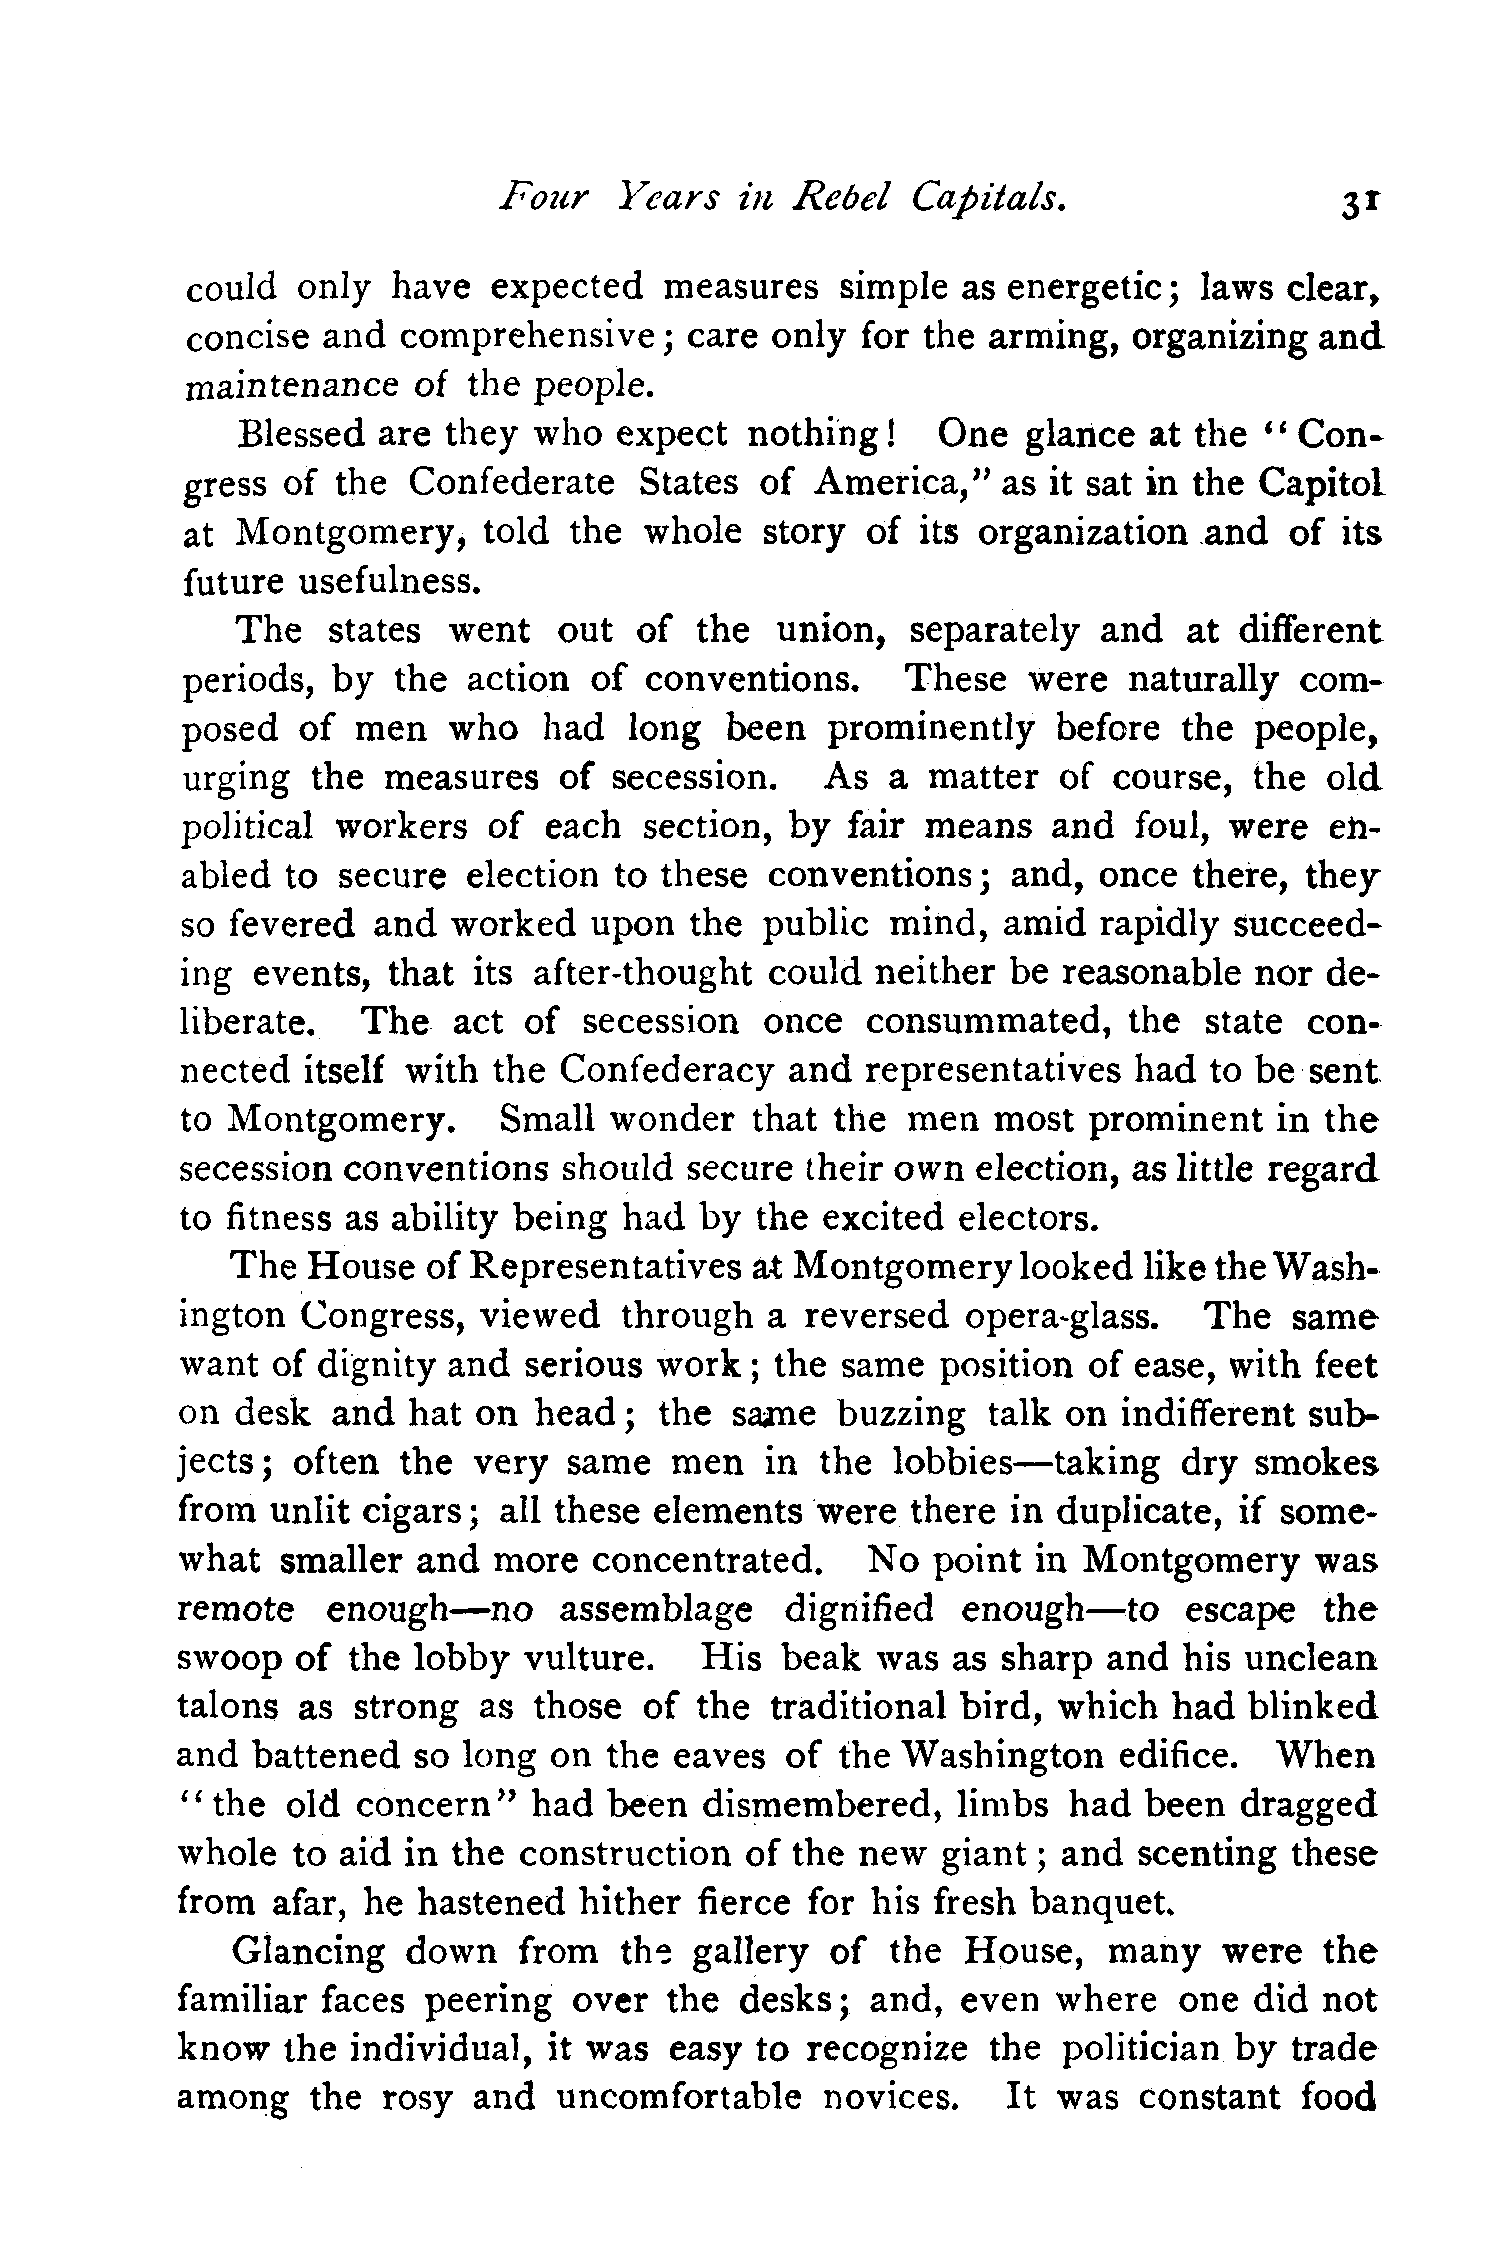 Four Years in Rebel Capitals. 31
could only have expected measures simple as energetic; laws clear,
concise and comprehensive; care only for the arming, organizing and
maintenance of the people.
Blessed are they who expect nothing! One glance at the "Con-
gress of the Confederate States of America," as it sat in the Capitol
at Montgomery, told the whole story of its organization and of its
future usefulness.
The states went out of the union, separately and at different
periods, by the action of conventions. These were naturally com-
posed of men who had long been prominently before the people,
urging the measures of secession. As a matter of course, the old
political workers of each section, by fair means and foul, were en-
abled to secure election to these conventions; and, once there, they
so fevered and worked upon the public mind, amid rapidly succeed-
ing events, that its after-thought could neither be reasonable nor de-
liberate. The act of secession once consummated, the state con-
nected itself with the Confederacy and representatives had to be sent
to Montgomery. Small wonder that the men most prominent in the
secession conventions should secure their own election, as little regard
to fitness as ability being had by the excited electors.
The House of Representatives at Montgomery looked like the Wash-
ington Congress, viewed through a reversed opera-glass. The same
want of dignity and serious work; the same position of ease, with feet
on desk and hat on head; the same buzzing talk on indifferent sub-
jects; often the very same men in the lobbies—taking dry smokes
from unlit cigars; all these elements were there in duplicate, if some-
what smaller and more concentrated. No point in Montgomery was
remote enough—no assemblage dignified enough—to escape the
swoop of the lobby vulture. His beak was as sharp and his unclean
talons as strong as those of the traditional bird, which had blinked
and battened so long on the eaves of the Washington edifice. When
"the old concern" had been dismembered, limbs had been dragged
whole to aid in the construction of the new giant; and scenting these
from afar, he hastened hither fierce for his fresh banquet.
Glancing down from the gallery of the House, many were the
familiar faces peering over the desks; and, even where one did not
know the individual, it was easy to recognize the politician by trade
among the rosy and uncomfortable novices. It was constant food